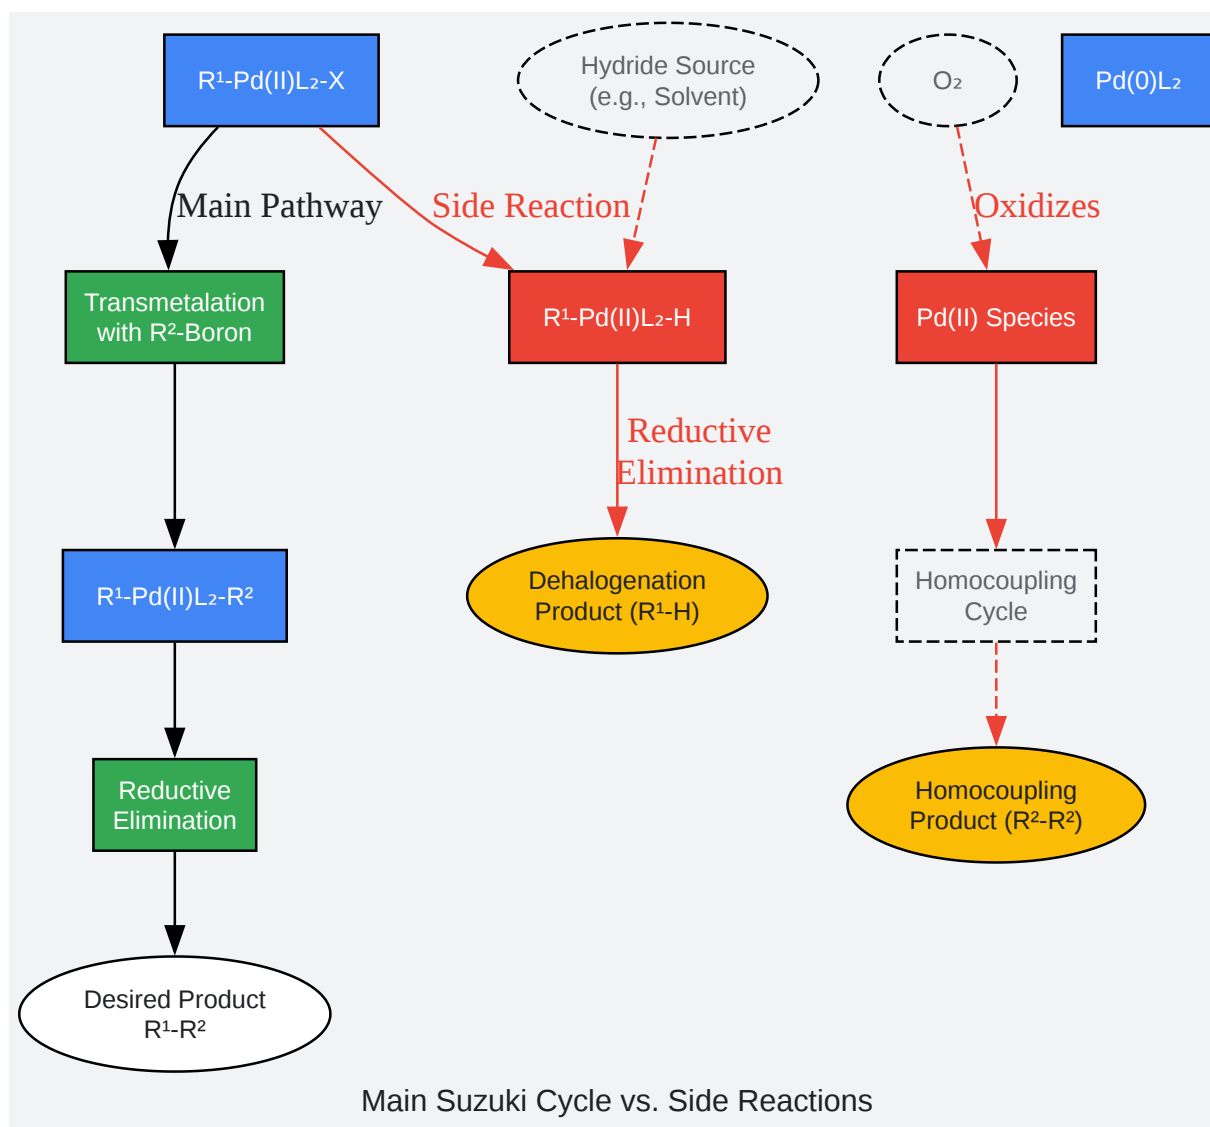 R¹-Pd(II)L₂-X
Hydride Source
(e.g., Solvent)
O₂
Pd(0)L₂
Main Pathway
Side Reaction
Oxidizes
Transmetalation
with R²-Boron
R¹-Pd(II)L₂-H
Pd(II) Species
Reductive
Elimination
R¹-Pd(II)L₂-R²
Dehalogenation
Product (R¹-H)
Homocoupling
Cycle
Reductive
Elimination
Homocoupling
Product (R²-R²)
Desired Product
R¹-R²
Main Suzuki Cycle vs. Side Reactions